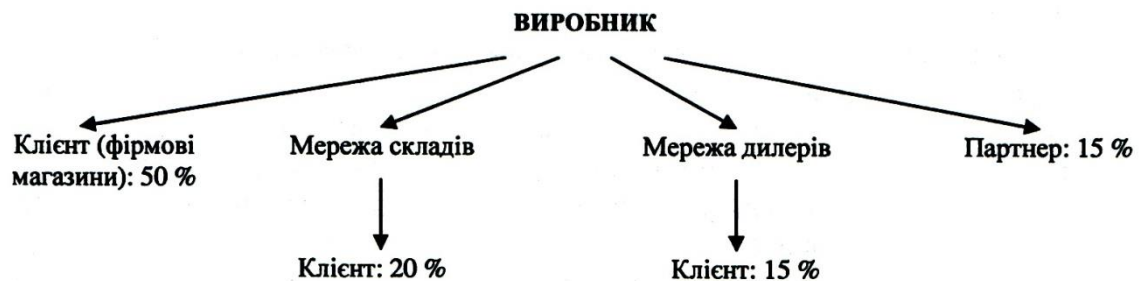 ВИРОБНИК
Клієнт (фірмові
магазини): 50 %
Мережа складів
Мережа дилерів
Партнер: 15 %
Клієнт: 20 %
Клієнт: 15 %